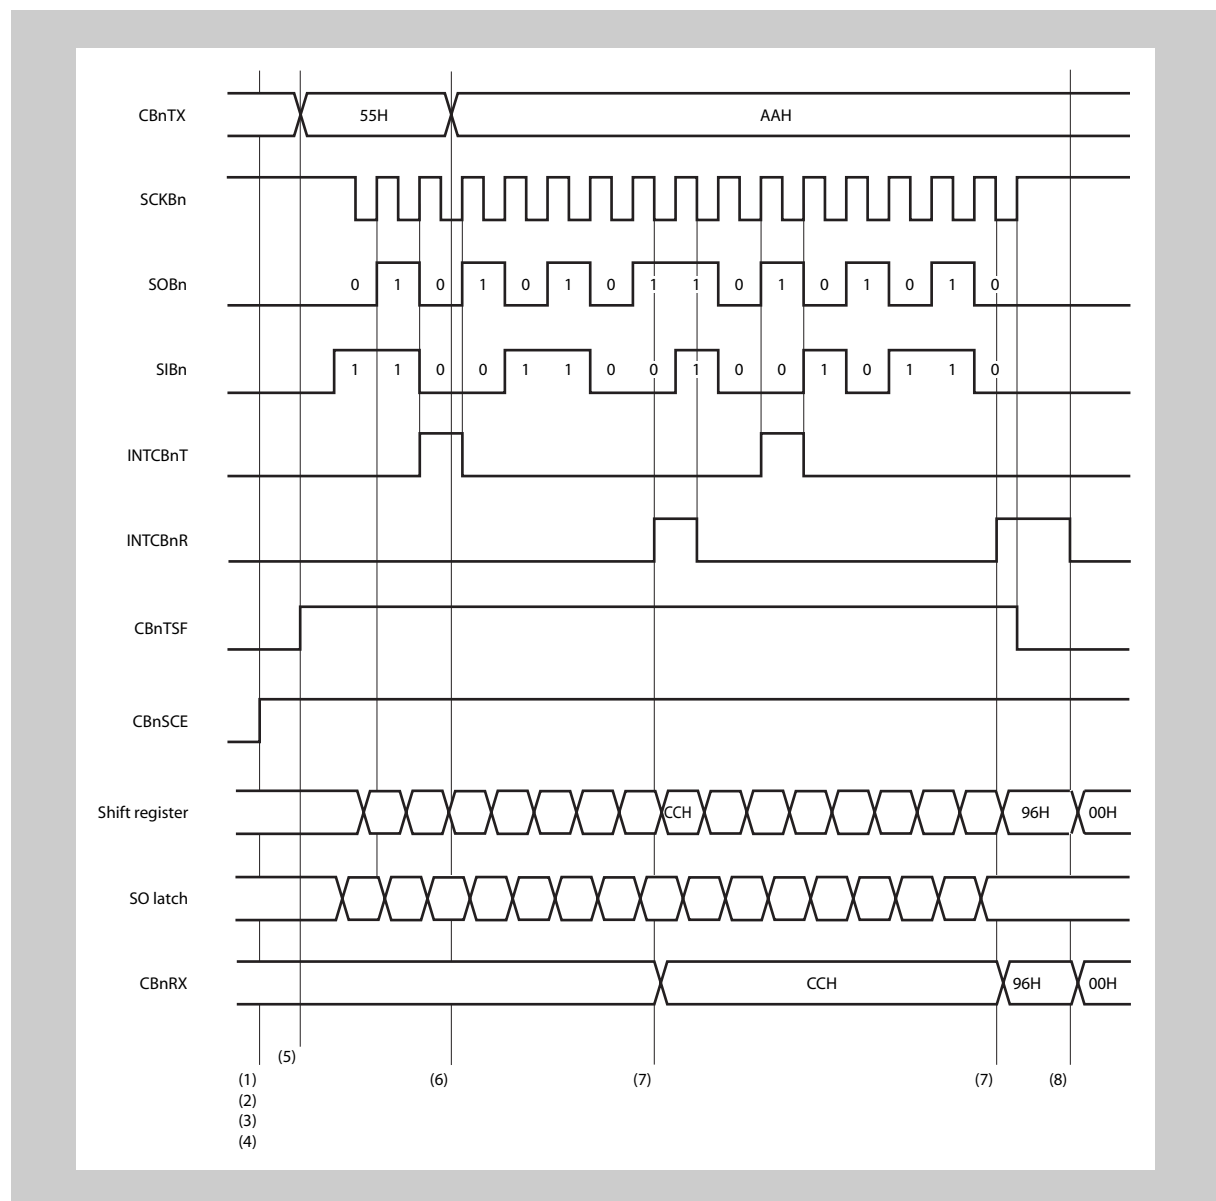 CBnTX 55H AAH
SCKBn
SOBn 0 1 0 1 0 1 0 1 1 0 1 0 1 0 1 0
SIBn 1 1 0 0 1 1 0 0 1 0 0 1 0 1 1 0
INTCBnT
INTCBnR
CBnTSF
CBnSCE
Shift register CCH 96H 00H
SO latch
CBnRX CCH 96H 00H
(5)
(1) (6) (7) (7) (8)
(2)
(3)
(4)